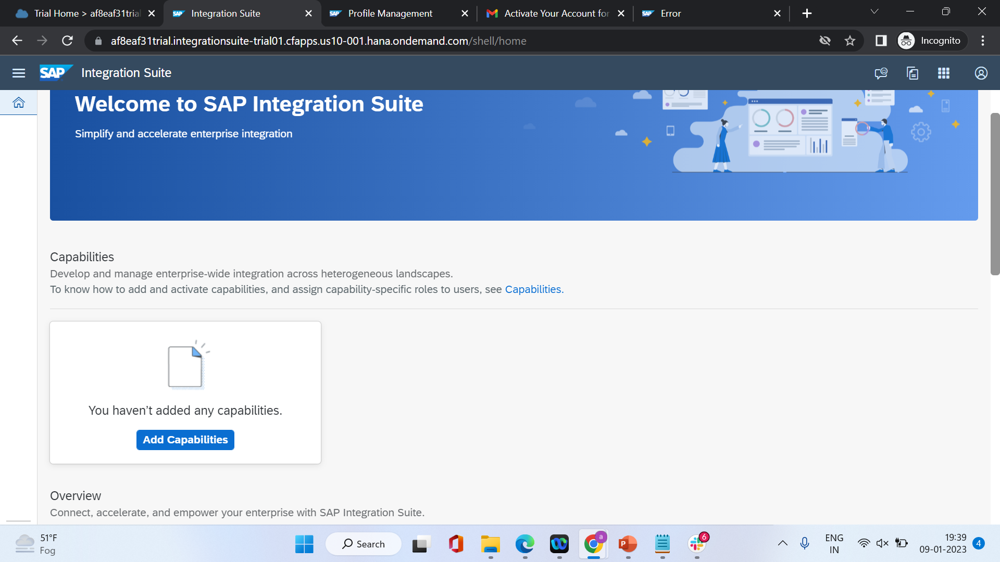 Trial Home > af8eaf31trial
Integration Suite
Profile Management
Activate Your Account for
Error
af8eaf31trial.integrationsuite-trial01.cfapps.us10-001.hana.ondemand.com/shell/home
Incognito
SAP Integration Suite
Welcome to SAP Integration Suite
Simplify and accelerate enterprise integration
Capabilities
Develop and manage enterprise-wide integration across heterogeneous landscapes.
To know how to add and activate capabilities, and assign capability-specific roles to users, see Capabilities.
You haven’t added any capabilities.
Add Capabilities
Overview
Connect, accelerate, and empower your enterprise with SAP Integration Suite.
51°F
Fog
Search
a
P
6
ENG
IN
19:39
09-01-2023
4